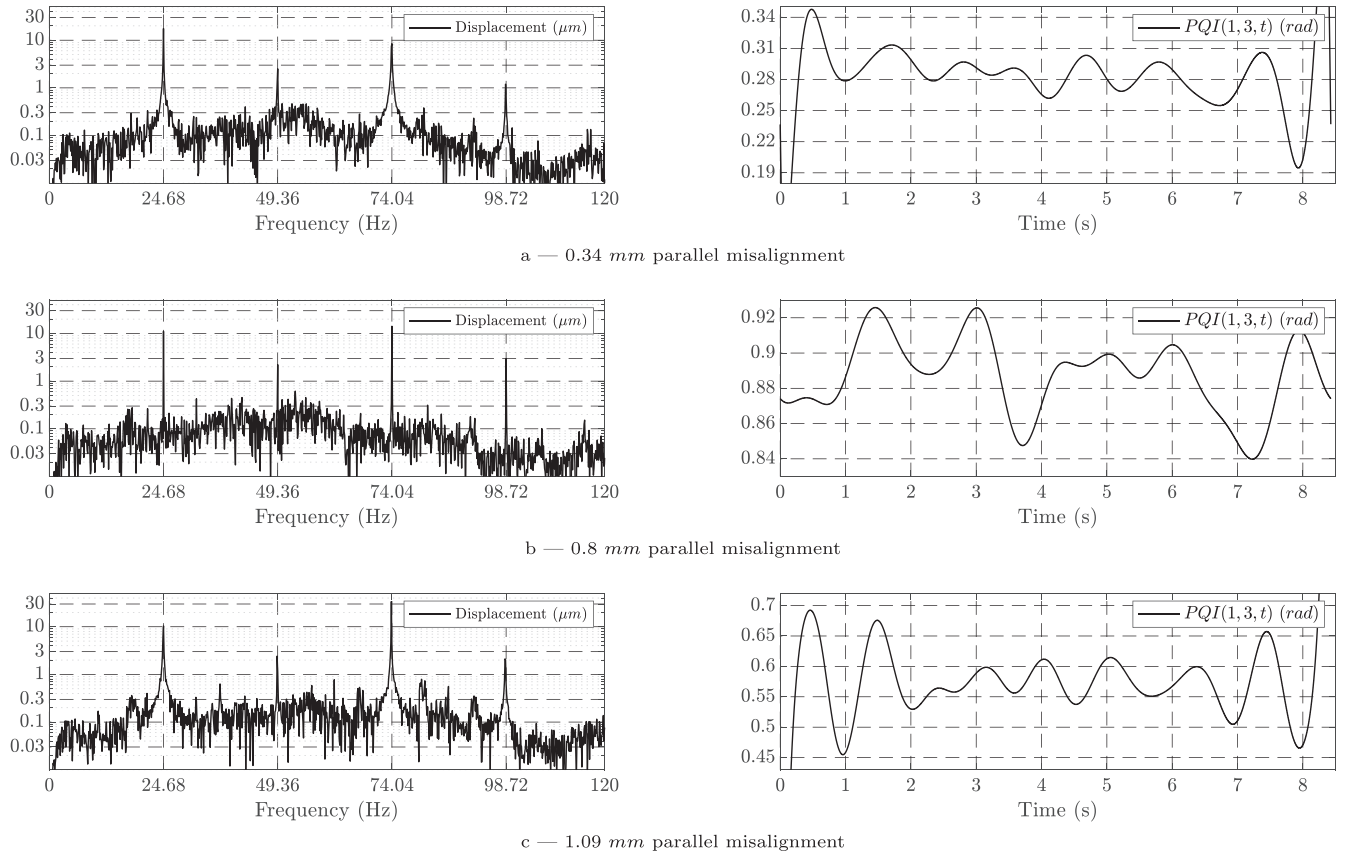 30
10
3
1
0.3
0.1
0.03
Displacement (μm)
0 24.68 49.36 74.04 98.72 120
Frequency (Hz)
0.34
0.31
0.28
0.25
0.22
0.19
PQI(1, 3, t) (rad)
0 1 2 3 4 5 6 7 8
Time (s)
a — 0.34 mm parallel misalignment
30
10
3
1
0.3
0.1
0.03
Displacement (μm)
0 24.68 49.36 74.04 98.72 120
Frequency (Hz)
0.92
0.9
0.88
0.86
0.84
PQI(1, 3, t) (rad)
0 1 2 3 4 5 6 7 8
Time (s)
b — 0.8 mm parallel misalignment
30
10
3
1
0.3
0.1
0.03
Displacement (μm)
0 24.68 49.36 74.04 98.72 120
Frequency (Hz)
0.7
0.65
0.6
0.55
0.5
0.45
PQI(1, 3, t) (rad)
0 1 2 3 4 5 6 7 8
Time (s)
c — 1.09 mm parallel misalignment